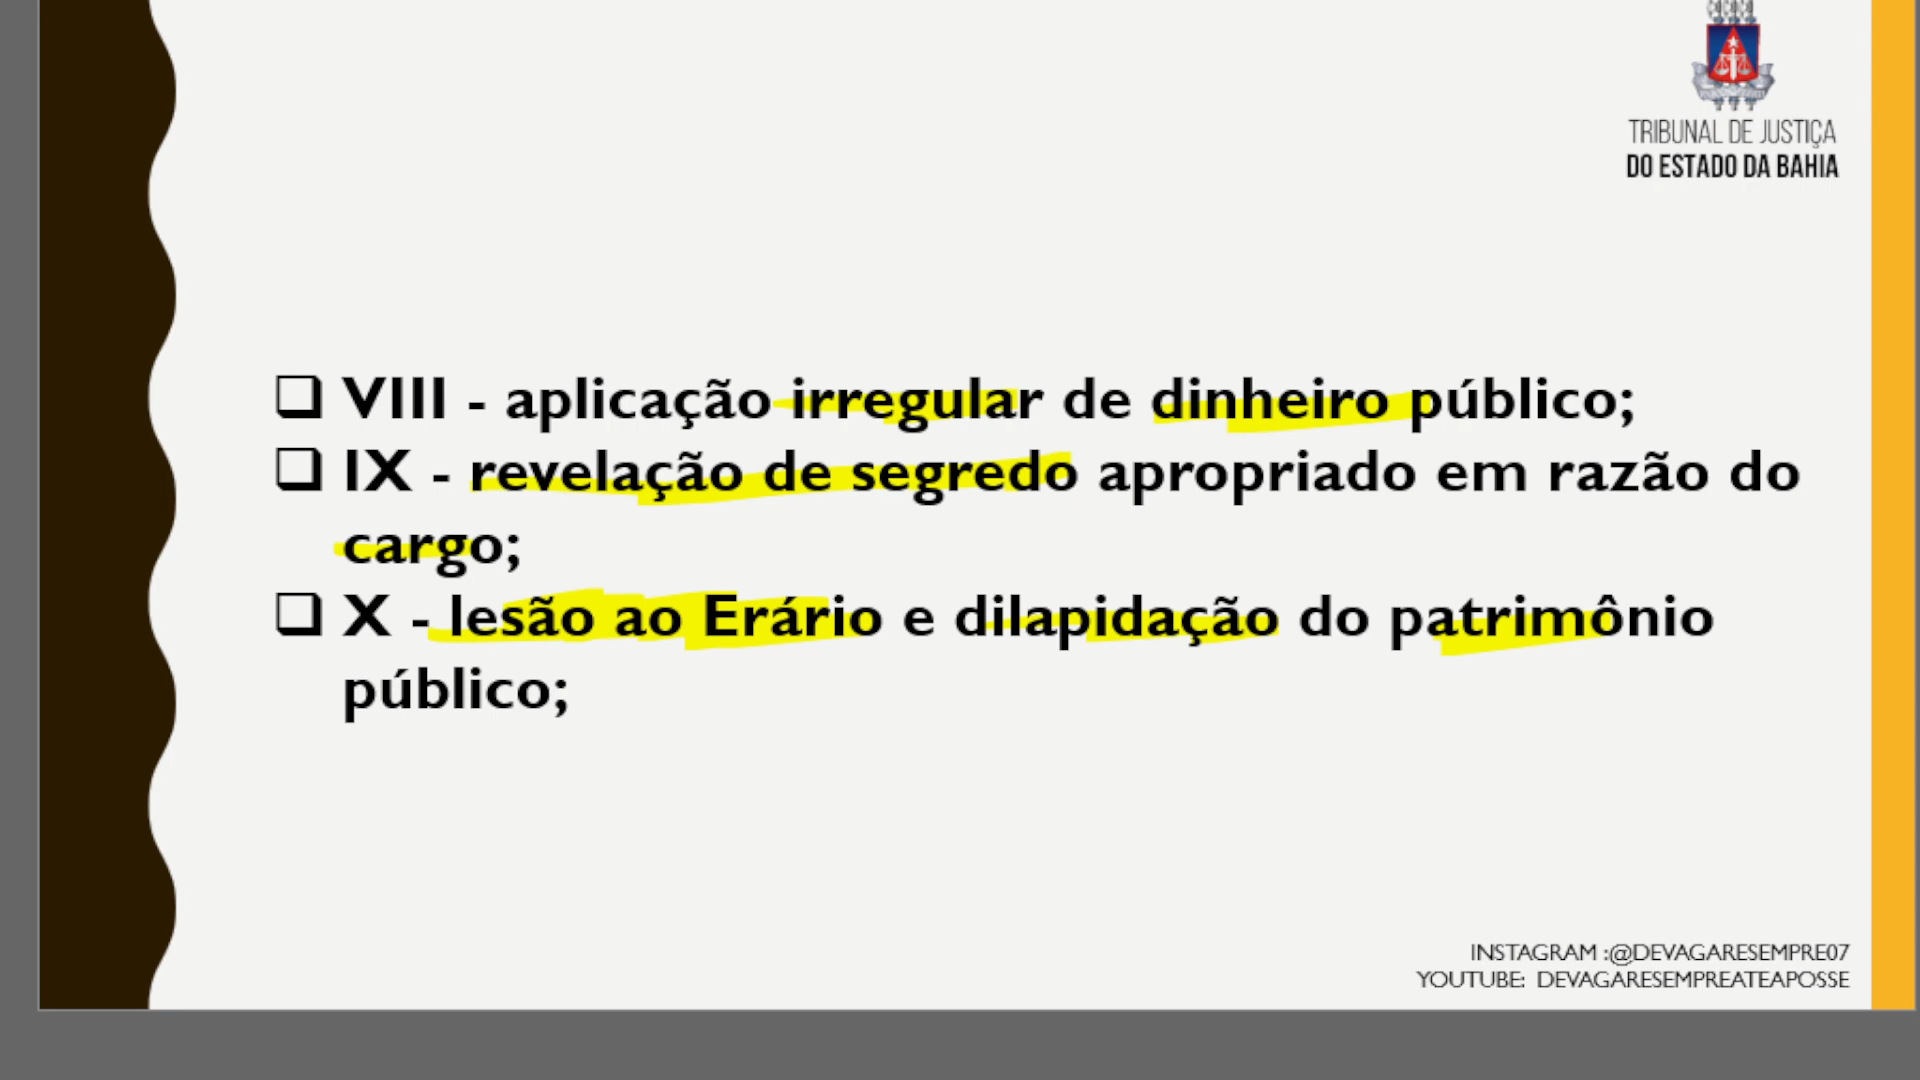 TRIBUNAL DE JUSTIÇA
DO ESTADO DA BAHIA
VIII - aplicação irregular de dinheiro público;
IX - revelação de segredo apropriado em razão do
cargo;
X - lesão ao Erário e dilapidação do patrimônio
público;
INSTAGRAM :@DEVAGARESEMPRE07
YOUTUBE: DEVAGARESEMPREATEAPOSSE